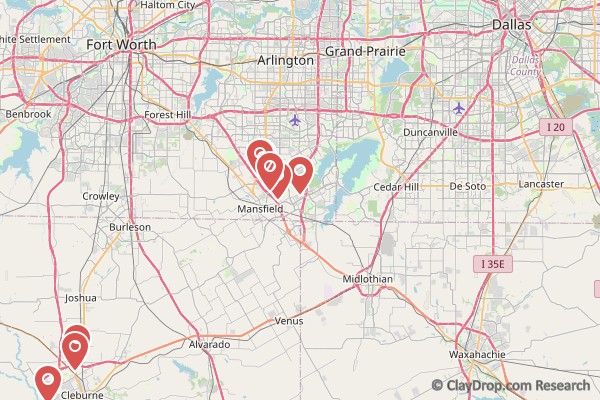 Haltom City
Dallas
White Settlement
Fort Worth
Grand Prairie
Arlington
Dallas
County
Benbrook
Forest Hill
I 20
Duncanville
Cedar Hill
De Soto
Lancaster
Crowley
Mansfield
Burleson
I 35E
Midlothian
Joshua
Venus
Alvarado
Waxahachie
Cleburne
© ClayDrop.com Research